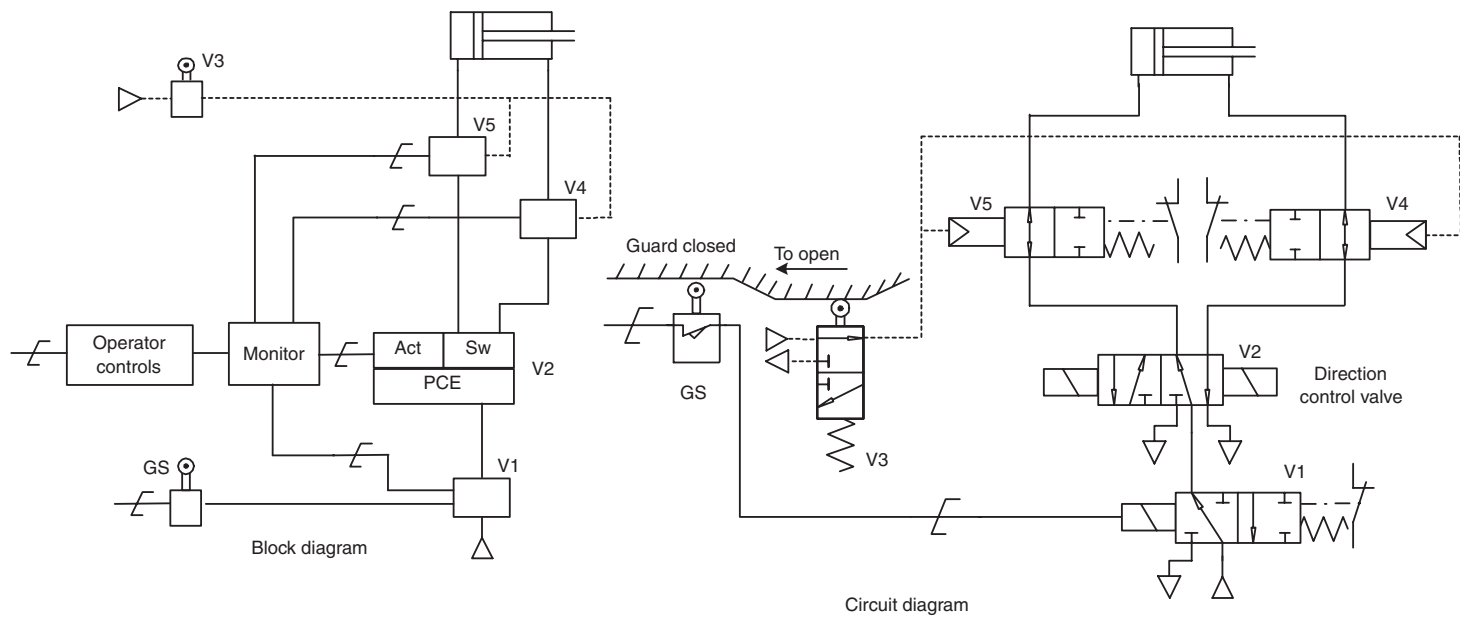 V3
V5
V4
Operator
controls
Monitor
Act
Sw
PCE
V2
GS
V1
Block diagram
Guard closed
To open
V5
V4
GS
V3
V2
Direction
control valve
V1
Circuit diagram